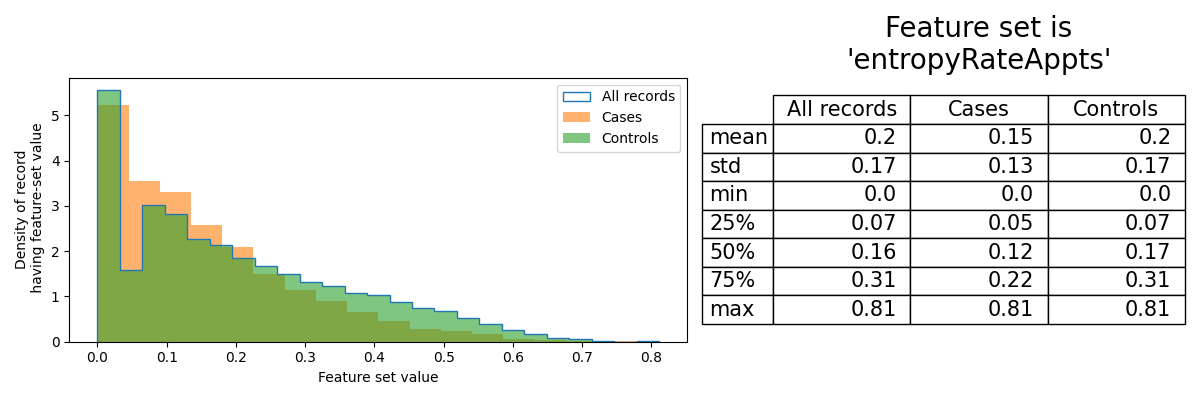 Feature set is
'entropyRateAppts'
Density of record
having feature-set value
5
4
3
2
1
0
0.0 0.1 0.2 0.3 0.4 0.5 0.6 0.7 0.8
Feature set value
All records
Cases
Controls
All records Cases Controls
mean 0.2 0.15 0.2
std 0.17 0.13 0.17
min 0.0 0.0 0.0
25% 0.07 0.05 0.07
50% 0.16 0.12 0.17
75% 0.31 0.22 0.31
max 0.81 0.81 0.81